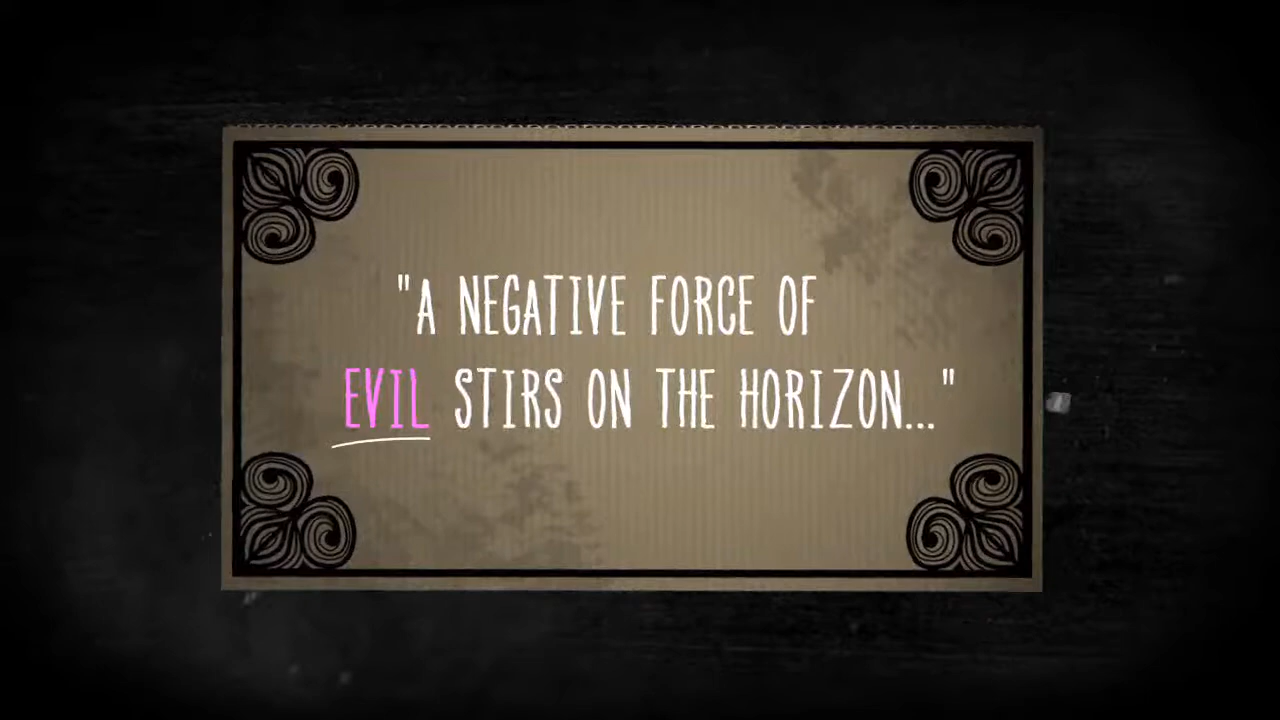 "A NEGATIVE FORCE OF
EVIL STIRS ON THE HORIZON..."